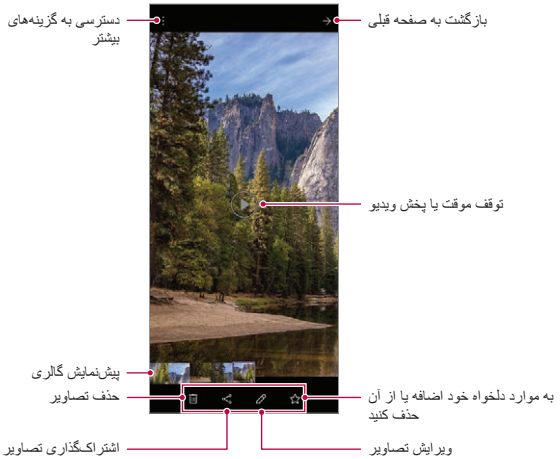 دسترسی به گزینه‌های
بیشتر
بازگشت به صفحه قبلی
توقف موقت یا پخش ویدیو
پیش‌نمایش گالری
حذف تصاویر
به موارد دلخواه خود اضافه یا از آن
حذف کنید
اشتراک‌گذاری تصاویر
ویرایش تصاویر